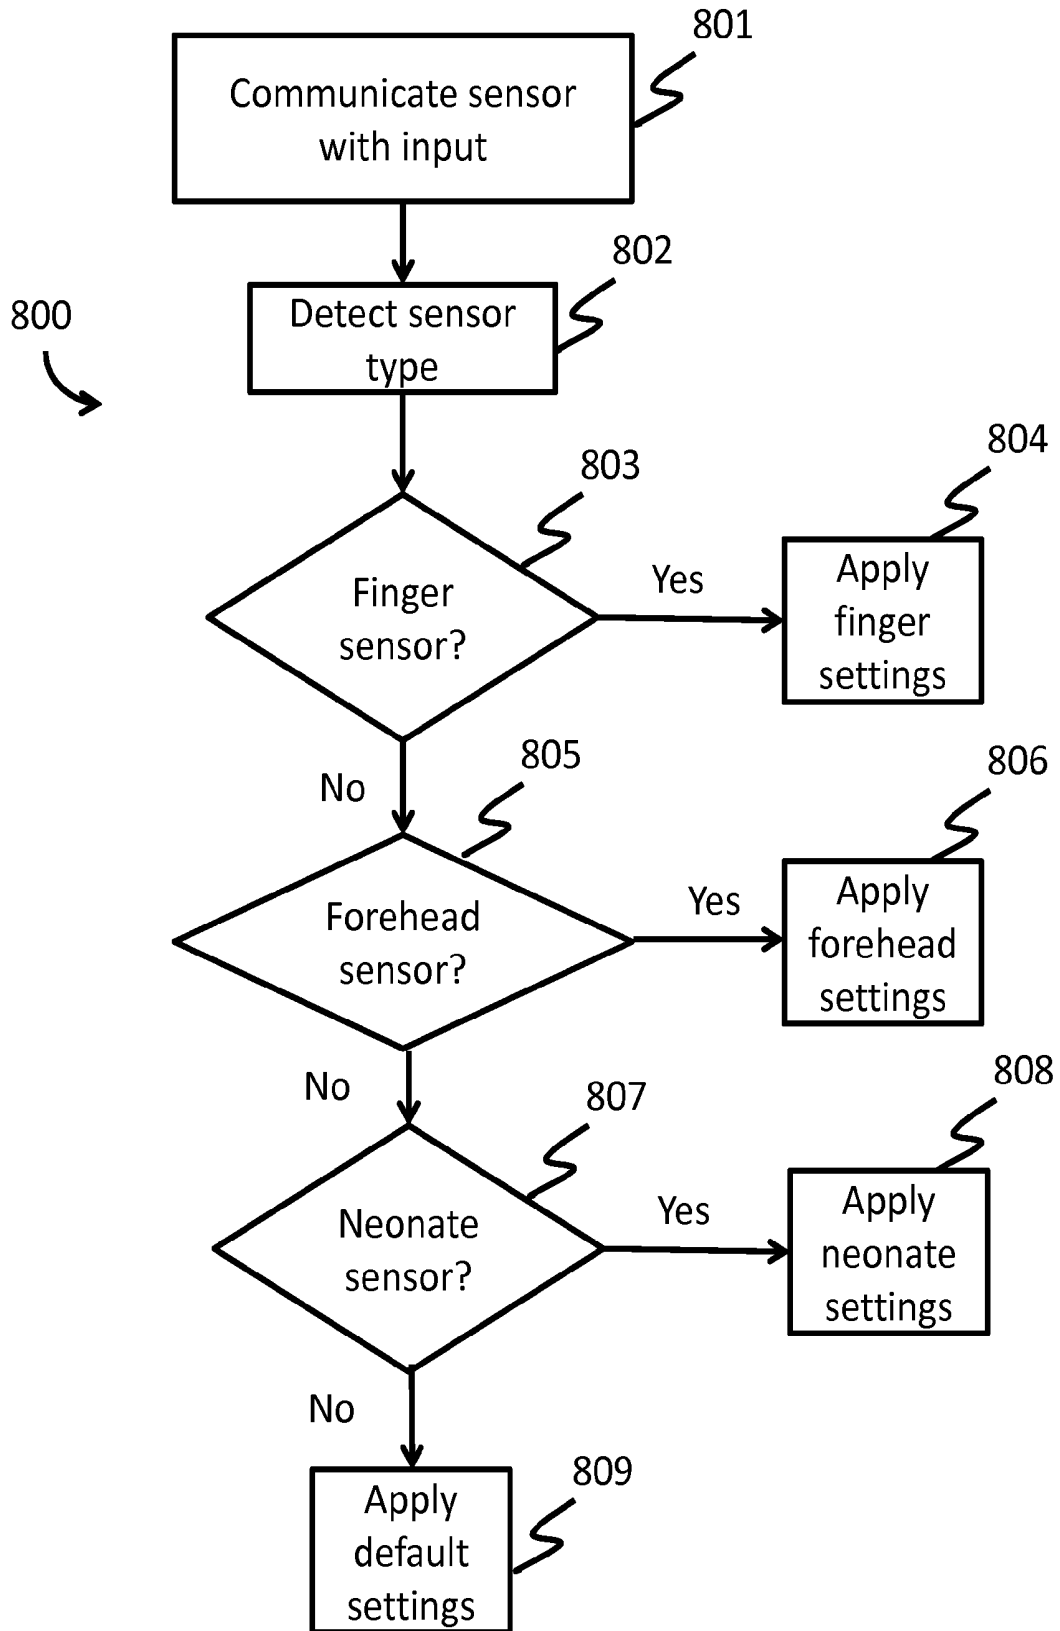 801
Communicate sensor
with input
802
800
Detect sensor
type
803
804
Finger
sensor?
Yes
Apply
finger
settings
No
805
806
Forehead
sensor?
Yes
Apply
forehead
settings
No
807
808
Neonate
sensor?
Yes
Apply
neonate
settings
No
809
Apply
default
settings